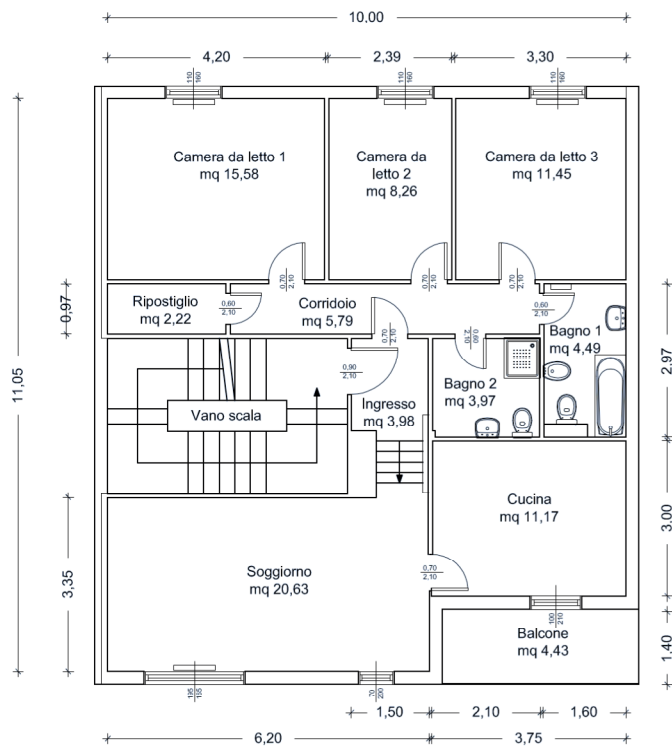 10,00
4,20 2,39 3,30
110
160
110
160
110
160
Camera da letto 1
mq 15,58
Camera da
letto 2
mq 8,26
Camera da letto 3
mq 11,45
0,70
2,10
0,70
2,10
0,70
2,10
0,97
Ripostiglio
mq 2,22
0,60
2,10
Corridoio
mq 5,79
0,70
2,10
0,60
2,10
0,60
2,10
Bagno 1
mq 4,49
2,97
11,05
0,90
2,10
Ingresso
mq 3,98
Bagno 2
mq 3,97
Vano scala
Cucina
mq 11,17
3,00
3,35
Soggiorno
mq 20,63
0,70
2,10
100
210
Balcone
mq 4,43
1,40
195
155
70
200
1,50 2,10 1,60
6,20 3,75